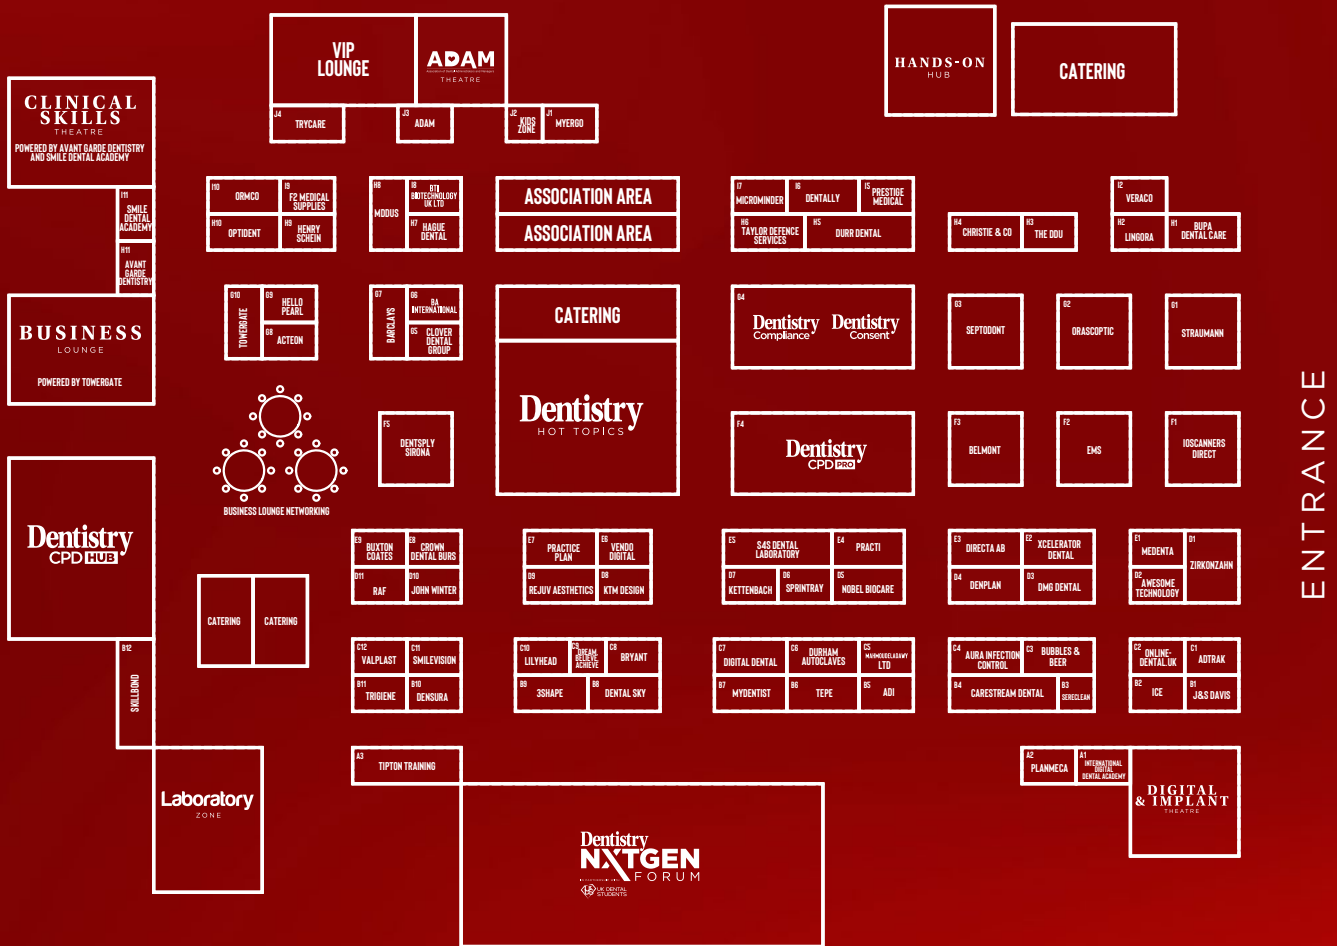 VIP
LOUNGE
ADAM
THEATRE
HANDS-ON
HUB
CATERING
CLINICAL
SKILLS
THEATRE
POWERED BY AVANT GARDE DENTISTRY
AND SMILE DENTAL ACADEMY
J4
TRYCARE
J3
ADAM
J2
KIDS
ZONE
J1
MYERGO
I11
SMILE
DENTAL
ACADEMY
H11
AVANT
GARDE
DENTISTRY
I10
ORMCO
I9
F2 MEDICAL
SUPPLIES
H10
OPTIDENT
H9
HENRY
SCHEIN
H8
MDDUS
I8
BTI
BIOTECHNOLOGY
UK LTD
H7
HAGUE
DENTAL
ASSOCIATION AREA
ASSOCIATION AREA
I7
MICROMINDER
I6
DENTALLY
I5
PRESTIGE
MEDICAL
H6
TAYLOR DEFENCE
SERVICES
H5
DURR DENTAL
H4
CHRISTIE & CO
H3
THE DDU
I2
VERACO
H2
LINGORA
H1
BUPA
DENTAL CARE
BUSINESS
LOUNGE
POWERED BY TOWERGATE
G10
TOWERGATE
G9
HELLO
PEARL
G8
ACTEON
G7
BARCLAYS
G6
BA
INTERNATIONAL
G5
CLOVER
DENTAL
GROUP
CATERING
Dentistry
HOT TOPICS
G4
Dentistry
Compliance
Dentistry
Consent
G3
SEPTODONT
G2
ORASCOPTIC
G1
STRAUMANN
ENTRANCE
BUSINESS LOUNGE NETWORKING
F5
DENTSPLY
SIRONA
F4
Dentistry
CPD PRO
F3
BELMONT
F2
EMS
F1
IOSCANNERS
DIRECT
Dentistry
CPD HUB
E9
BUXTON
COATES
E8
CROWN
DENTAL BURS
D11
RAF
D10
JOHN WINTER
E7
PRACTICE
PLAN
E6
VENDO
DIGITAL
D9
REJUV AESTHETICS
D8
KTM DESIGN
E5
S4S DENTAL
LABORATORY
E4
PRACTI
D7
KETTENBACH
D6
SPRINTRAY
D5
NOBEL BIOCARE
E3
DIRECTA AB
E2
XCELERATOR
DENTAL
D4
DENPLAN
D3
DMG DENTAL
E1
MEDENTA
D1
ZIRKONZAHN
D2
AWESOME
TECHNOLOGY
CATERING
CATERING
B12
SKILLBOND
C12
VALPLAST
C11
SMILEVISION
B11
TRIGIENE
B10
DENSURA
C10
LILYHEAD
C9
DREAM,
BELIEVE,
ACHIEVE
C8
BRYANT
B9
3SHAPE
B8
DENTAL SKY
C7
DIGITAL DENTAL
C6
DURHAM
AUTOCLAVES
C5
MAHMOUDELADAWY
LTD
B7
MYDENTIST
B6
TEPE
B5
ADI
C4
AURA INFECTION
CONTROL
C3
BUBBLES &
BEER
B4
CARESTREAM DENTAL
B3
SERECLEAN
C2
ONLINE-
DENTAL.UK
C1
ADTRAK
B2
ICE
B1
J&S DAVIS
Laboratory
ZONE
A3
TIPTON TRAINING
Dentistry
NXTGEN
FORUM
UK DENTAL
STUDENTS
A2
PLANMECA
A1
INTERNATIONAL
DIGITAL
DENTAL ACADEMY
DIGITAL
& IMPLANT
THEATRE